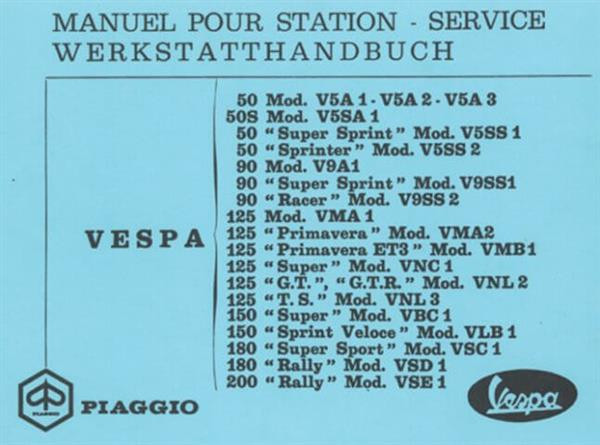 MANUEL POUR STATION - SERVICE
WERKSTATTHANDBUCH
VESPA
50 Mod. V5A 1 - V5A 2 - V5A 3
50S Mod. V5SA 1
50 “Super Sprint” Mod. V5SS 1
50 “Sprinter” Mod. V5SS 2
90 Mod. V9A1
90 “Super Sprint” Mod. V9SS1
90 “Racer” Mod. V9SS 2
125 Mod. VMA 1
125 “Primavera” Mod. VMA2
125 “Primavera ET3” Mod. VMB1
125 “Super” Mod. VNC 1
125 “G.T.”, “G.T.R.” Mod. VNL 2
125 “T.S.” Mod. VNL 3
150 “Super” Mod. VBC 1
150 “Sprint Veloce” Mod. VLB 1
180 “Super Sport” Mod. VSC 1
180 “Rally” Mod. VSD 1
200 “Rally” Mod. VSE 1
PIAGGIO
PIAGGIO
Vespa